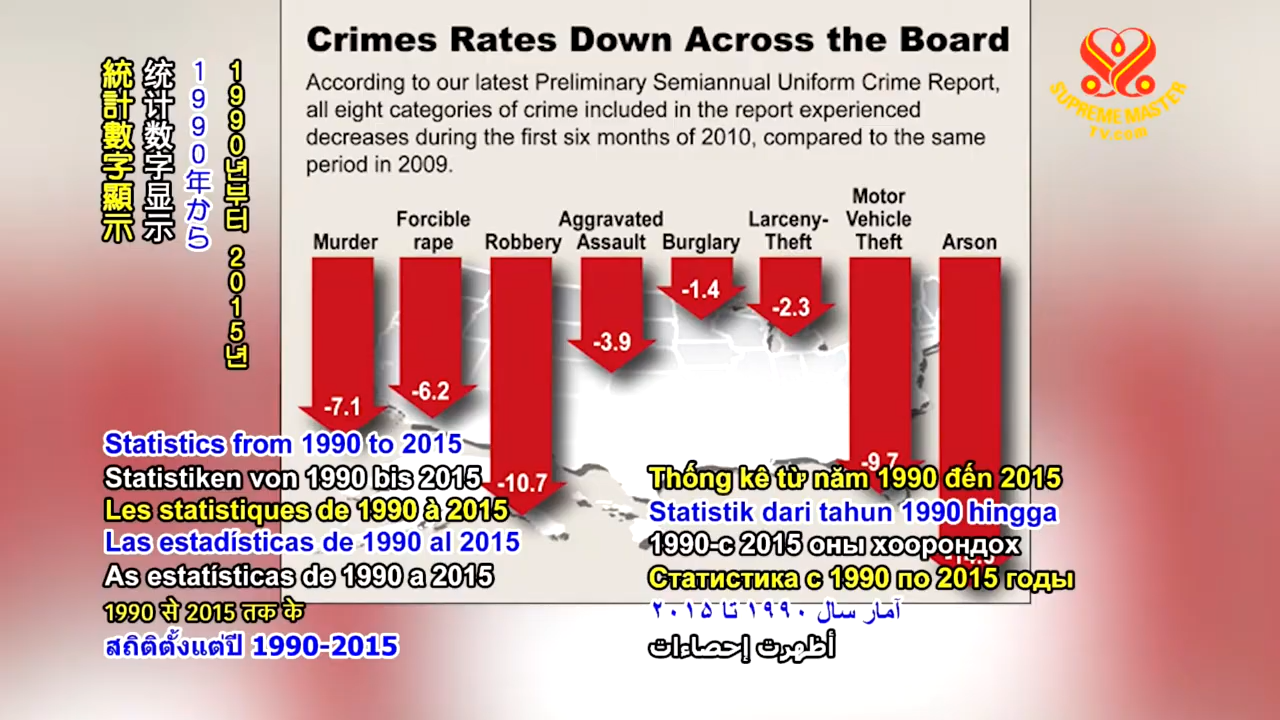 Crimes Rates Down Across the Board
According to our latest Preliminary Semiannual Uniform Crime Report,
all eight categories of crime included in the report experienced
decreases during the first six months of 2010, compared to the same
period in 2009.
Murder
Forcible
rape
Robbery
Aggravated
Assault
Burglary
Larceny-
Theft
Motor
Vehicle
Theft
Arson
-7.1
-6.2
-10.7
-3.9
-1.4
-2.3
-9.7
SUPREME MASTER
TV.com
統計數字顯示
统计数字显示
1990年から
1990년부터 2015년
Statistics from 1990 to 2015
Statistiken von 1990 bis 2015
Les statistiques de 1990 à 2015
Las estadísticas de 1990 al 2015
As estatísticas de 1990 a 2015
1990 से 2015 तक के
สถิติตั้งแต่ปี 1990-2015
Thống kê từ năm 1990 đến 2015
Statistik dari tahun 1990 hingga
1990-с 2015 оны хоорондох
Статистика с 1990 по 2015 годы
آمار سال ۱۹۹۰ تا ۲۰۱۵
أظهرت إحصاءات